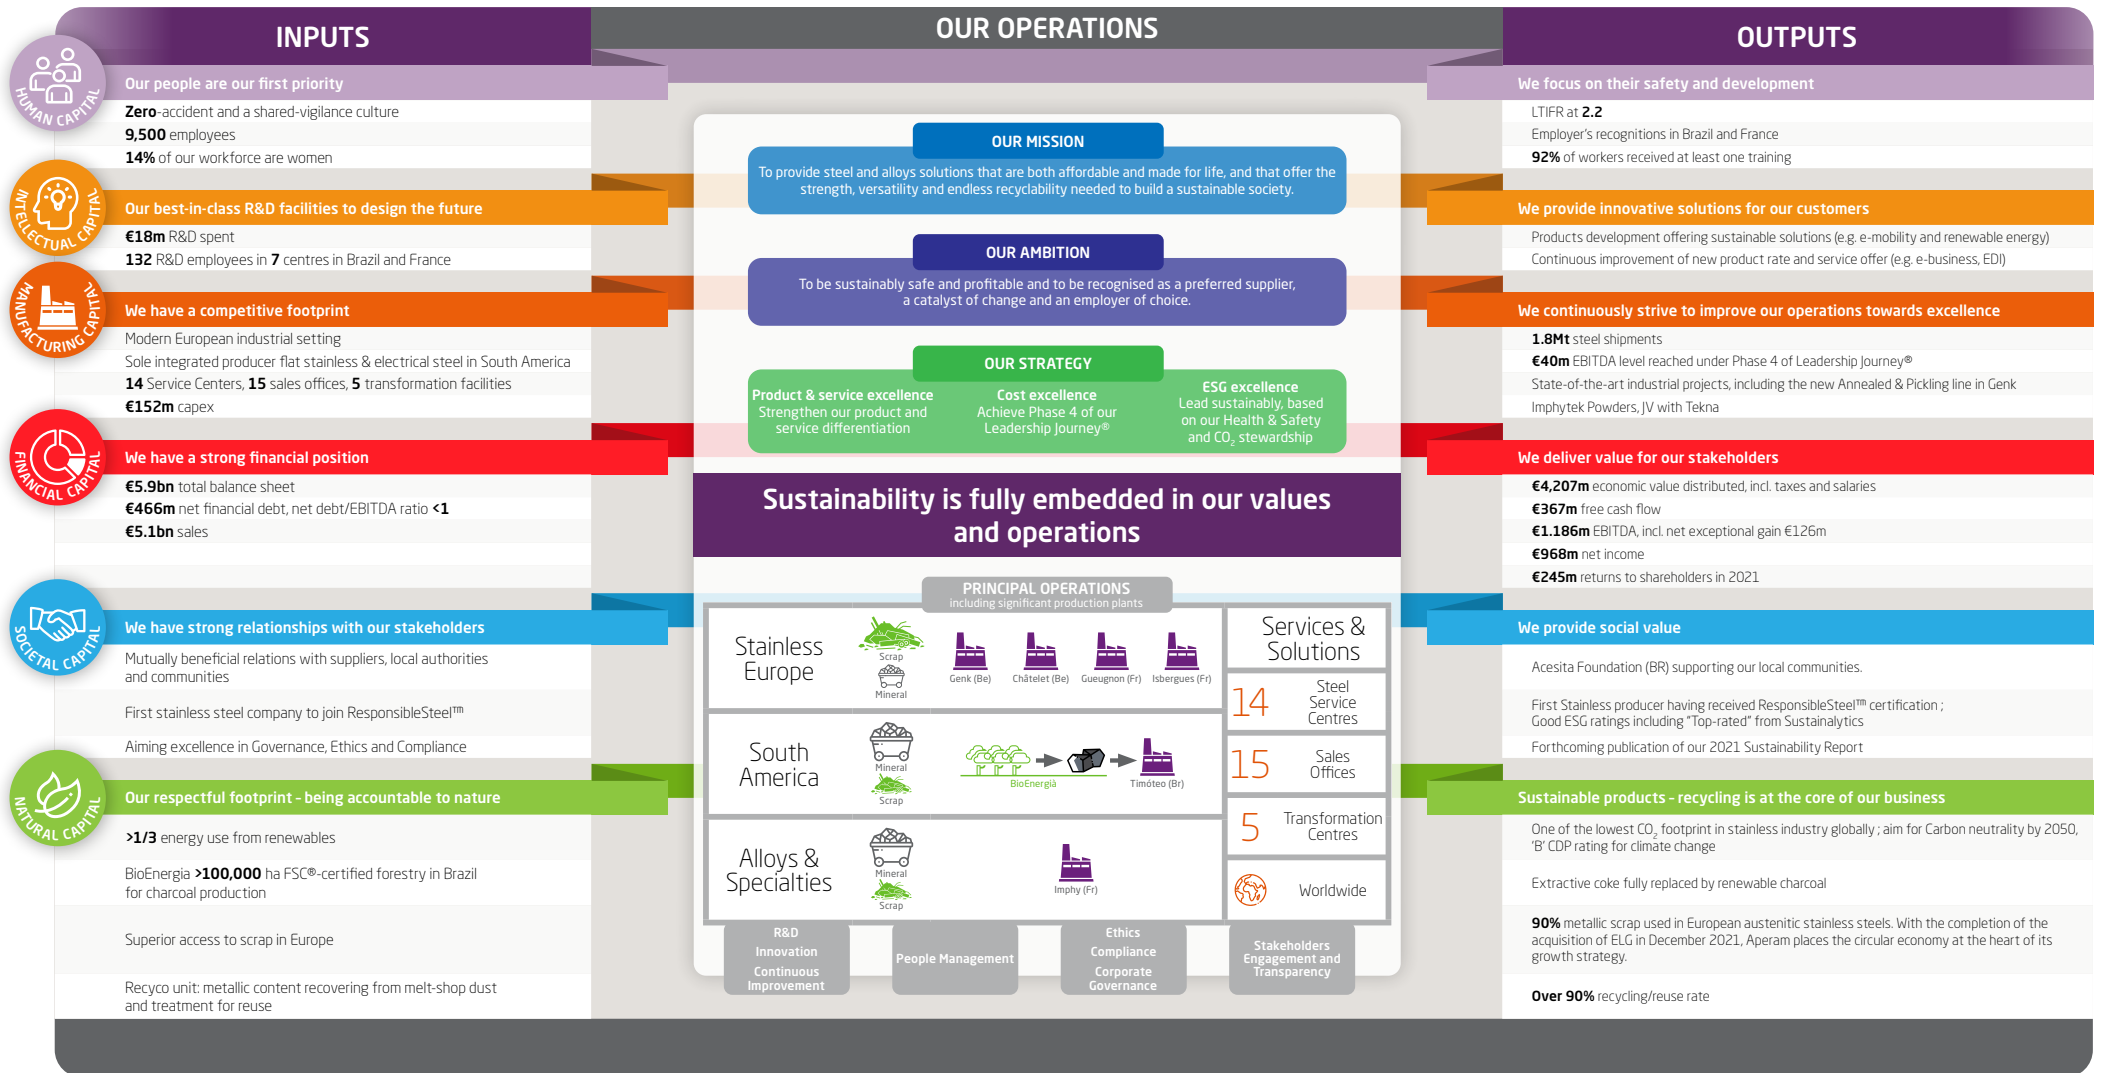 INPUTS
HUMAN CAPITAL
Our people are our first priority
Zero-accident and a shared-vigilance culture
9,500 employees
14% of our workforce are women
INTELLECTUAL CAPITAL
Our best-in-class R&D facilities to design the future
€18m R&D spent
132 R&D employees in 7 centres in Brazil and France
MANUFACTURING CAPITAL
We have a competitive footprint
Modern European industrial setting
Sole integrated producer flat stainless & electrical steel in South America
14 Service Centers, 15 sales offices, 5 transformation facilities
€152m capex
FINANCIAL CAPITAL
We have a strong financial position
€5.9bn total balance sheet
€466m net financial debt, net debt/EBITDA ratio <1
€5.1bn sales
SOCIETAL CAPITAL
We have strong relationships with our stakeholders
Mutually beneficial relations with suppliers, local authorities
and communities
First stainless steel company to join ResponsibleSteel™
Aiming excellence in Governance, Ethics and Compliance
NATURAL CAPITAL
Our respectful footprint – being accountable to nature
>1/3 energy use from renewables
BioEnergia >100,000 ha FSC®-certified forestry in Brazil
for charcoal production
Superior access to scrap in Europe
Recyco unit: metallic content recovering from melt-shop dust
and treatment for reuse
OUR OPERATIONS
OUR MISSION
To provide steel and alloys solutions that are both affordable and made for life, and that offer the
strength, versatility and endless recyclability needed to build a sustainable society.
OUR AMBITION
To be sustainably safe and profitable and to be recognised as a preferred supplier,
a catalyst of change and an employer of choice.
OUR STRATEGY
Product & service excellence
Strengthen our product and
service differentiation
Cost excellence
Achieve Phase 4 of our
Leadership Journey®
ESG excellence
Lead sustainably, based
on our Health & Safety
and CO₂ stewardship
Sustainability is fully embedded in our values
and operations
PRINCIPAL OPERATIONS
including significant production plants
Stainless
Europe
Scrap
Mineral
Genk (Be)
Châtelet (Be)
Gueugnon (Fr)
Isbergues (Fr)
South
America
Mineral
Scrap
BioEnergià
Timóteo (Br)
Alloys &
Specialties
Mineral
Scrap
Imphy (Fr)
Services &
Solutions
14 Steel
Service
Centres
15 Sales
Offices
5 Transformation
Centres
Worldwide
R&D
Innovation
Continuous
Improvement
People Management
Ethics
Compliance
Corporate
Governance
Stakeholders
Engagement and
Transparency
OUTPUTS
We focus on their safety and development
LTIFR at 2.2
Employer's recognitions in Brazil and France
92% of workers received at least one training
We provide innovative solutions for our customers
Products development offering sustainable solutions (e.g. e-mobility and renewable energy)
Continuous improvement of new product rate and service offer (e.g. e-business, EDI)
We continuously strive to improve our operations towards excellence
1.8Mt steel shipments
€40m EBITDA level reached under Phase 4 of Leadership Journey®
State-of-the-art industrial projects, including the new Annealed & Pickling line in Genk
Imphytek Powders, JV with Tekna
We deliver value for our stakeholders
€4,207m economic value distributed, incl. taxes and salaries
€367m free cash flow
€1.186m EBITDA, incl. net exceptional gain €126m
€968m net income
€245m returns to shareholders in 2021
We provide social value
Acesita Foundation (BR) supporting our local communities.
First Stainless producer having received ResponsibleSteel™ certification ;
Good ESG ratings including "Top-rated" from Sustainalytics
Forthcoming publication of our 2021 Sustainability Report
Sustainable products – recycling is at the core of our business
One of the lowest CO₂ footprint in stainless industry globally ; aim for Carbon neutrality by 2050,
'B' CDP rating for climate change
Extractive coke fully replaced by renewable charcoal
90% metallic scrap used in European austenitic stainless steels. With the completion of the
acquisition of ELG in December 2021, Aperam places the circular economy at the heart of its
growth strategy.
Over 90% recycling/reuse rate